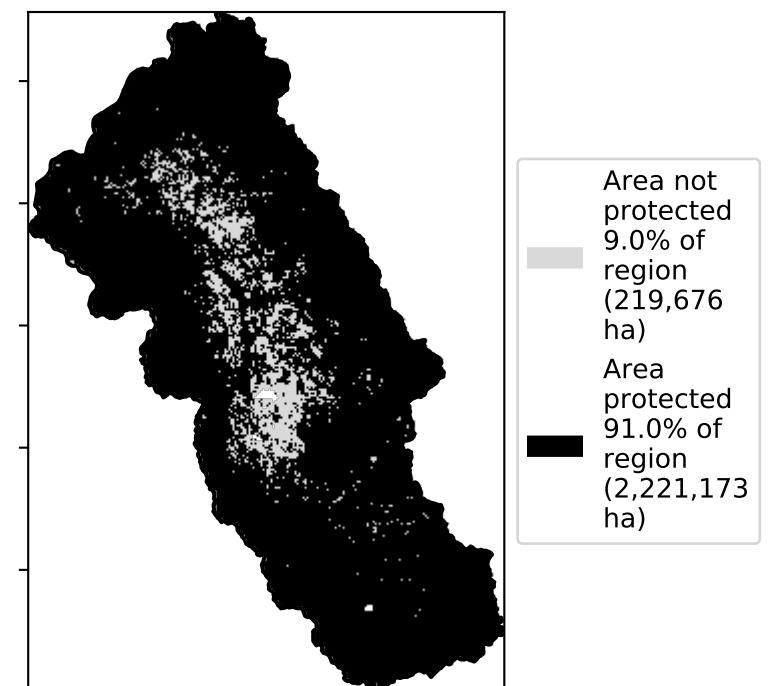 Area not
protected
9.0% of
region
(219,676
ha)
Area
protected
91.0% of
region
(2,221,173
ha)